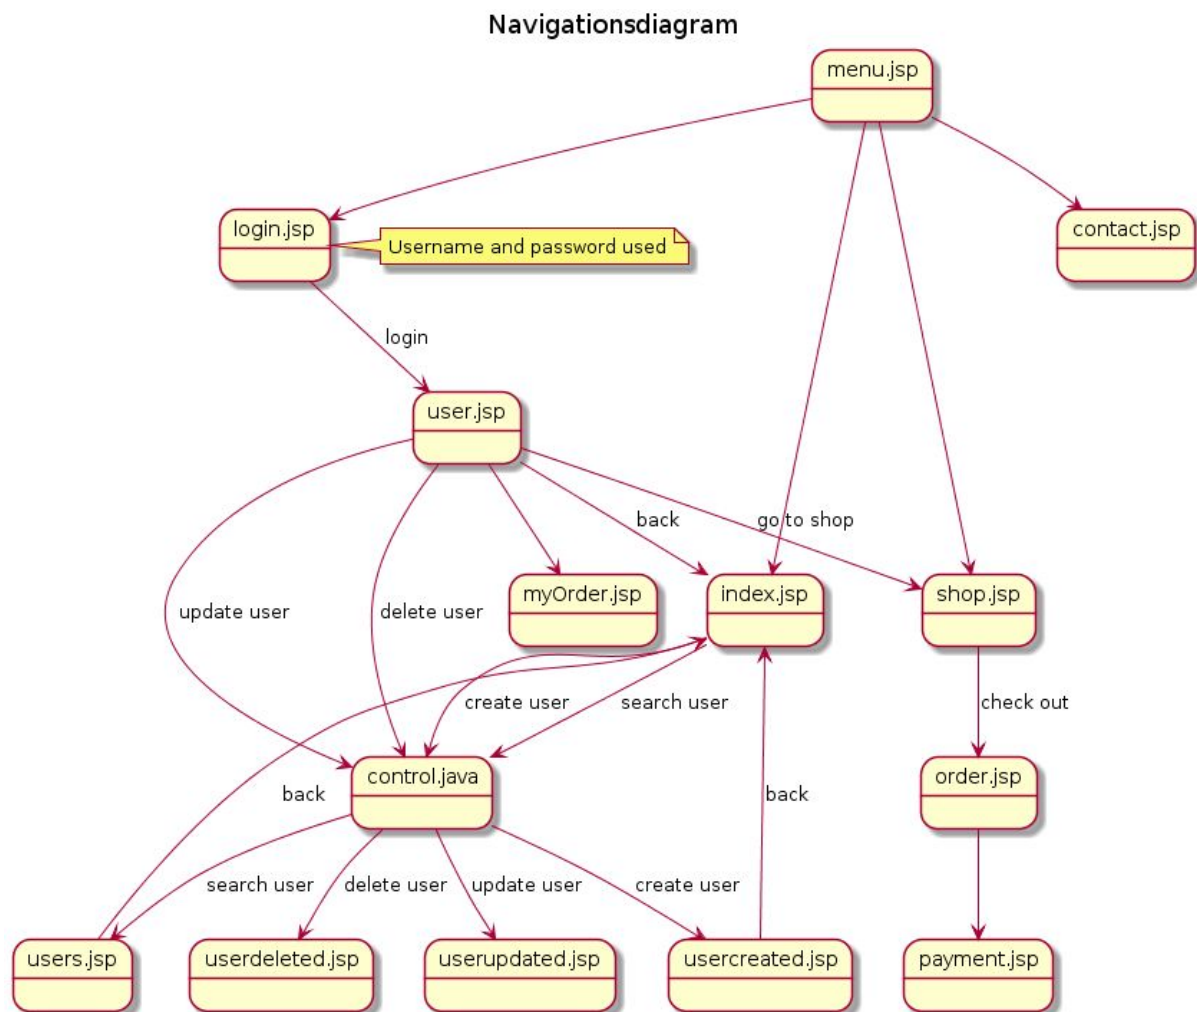 Navigationsdiagram
menu.jsp
login.jsp
Username and password used
contact.jsp
login
user.jsp
back
go to shop
myOrder.jsp
index.jsp
shop.jsp
update user
delete user
create user
search user
check out
control.java
order.jsp
back
back
search user
delete user
update user
create user
users.jsp
userdeleted.jsp
userupdated.jsp
usercreated.jsp
payment.jsp